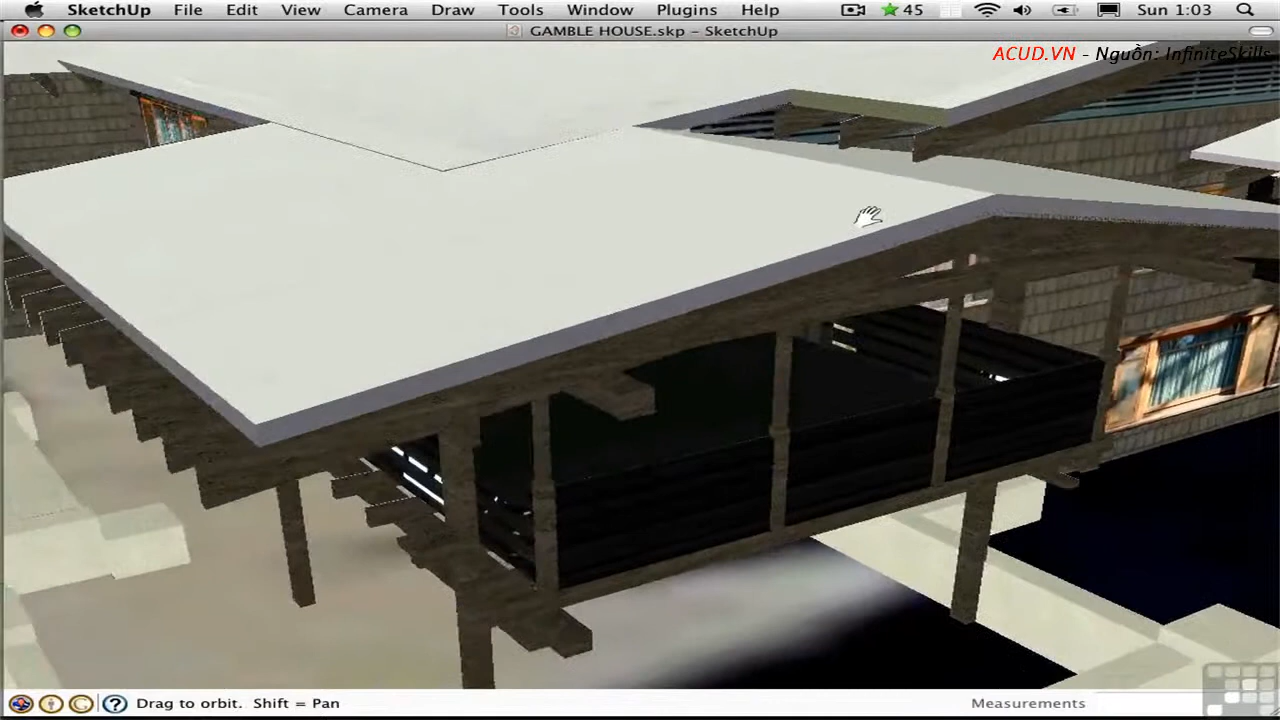 SketchUp File Edit View Camera Draw Tools Window Plugins Help 45 Sun 1:03
GAMBLE HOUSE.skp – SketchUp
ACUD.VN - Nguồn: InfiniteSkills
Drag to orbit. Shift = Pan
Measurements